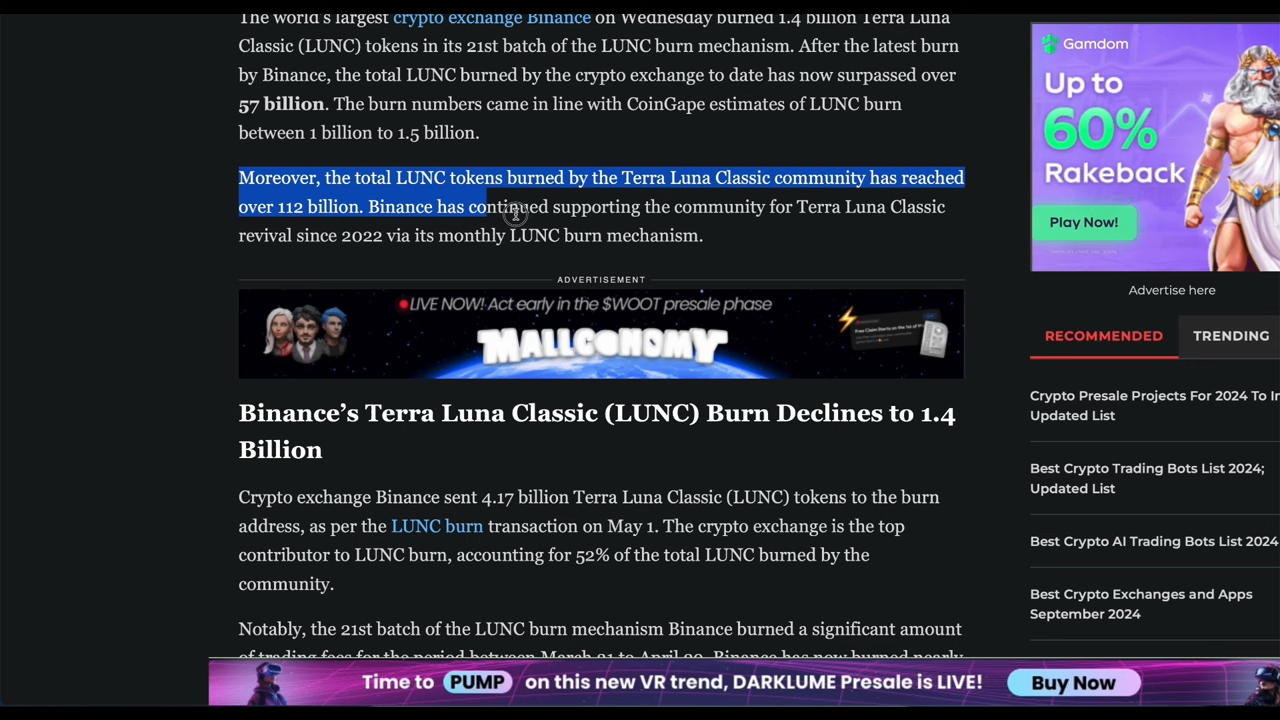 The world's largest crypto exchange Binance on Wednesday burned 1.4 billion Terra Luna
Classic (LUNC) tokens in its 21st batch of the LUNC burn mechanism. After the latest burn
by Binance, the total LUNC burned by the crypto exchange to date has now surpassed over
57 billion. The burn numbers came in line with CoinGape estimates of LUNC burn
between 1 billion to 1.5 billion.
Moreover, the total LUNC tokens burned by the Terra Luna Classic community has reached
over 112 billion. Binance has continued supporting the community for Terra Luna Classic
revival since 2022 via its monthly LUNC burn mechanism.
ADVERTISEMENT
LIVE NOW! Act early in the $WOOT presale phase
MALLCONOMY
Binance's Terra Luna Classic (LUNC) Burn Declines to 1.4
Billion
Crypto exchange Binance sent 4.17 billion Terra Luna Classic (LUNC) tokens to the burn
address, as per the LUNC burn transaction on May 1. The crypto exchange is the top
contributor to LUNC burn, accounting for 52% of the total LUNC burned by the
community.
Notably, the 21st batch of the LUNC burn mechanism Binance burned a significant amount
of trading fees for the period between March 31 to April 30. Binance has now burned nearly
Time to PUMP on this new VR trend, DARKLUME Presale is LIVE!
Buy Now
Gamdom
Up to
60%
Rakeback
Play Now!
Advertise here
RECOMMENDED
TRENDING
Crypto Presale Projects For 2024 To In
Updated List
Best Crypto Trading Bots List 2024;
Updated List
Best Crypto AI Trading Bots List 2024
Best Crypto Exchanges and Apps
September 2024